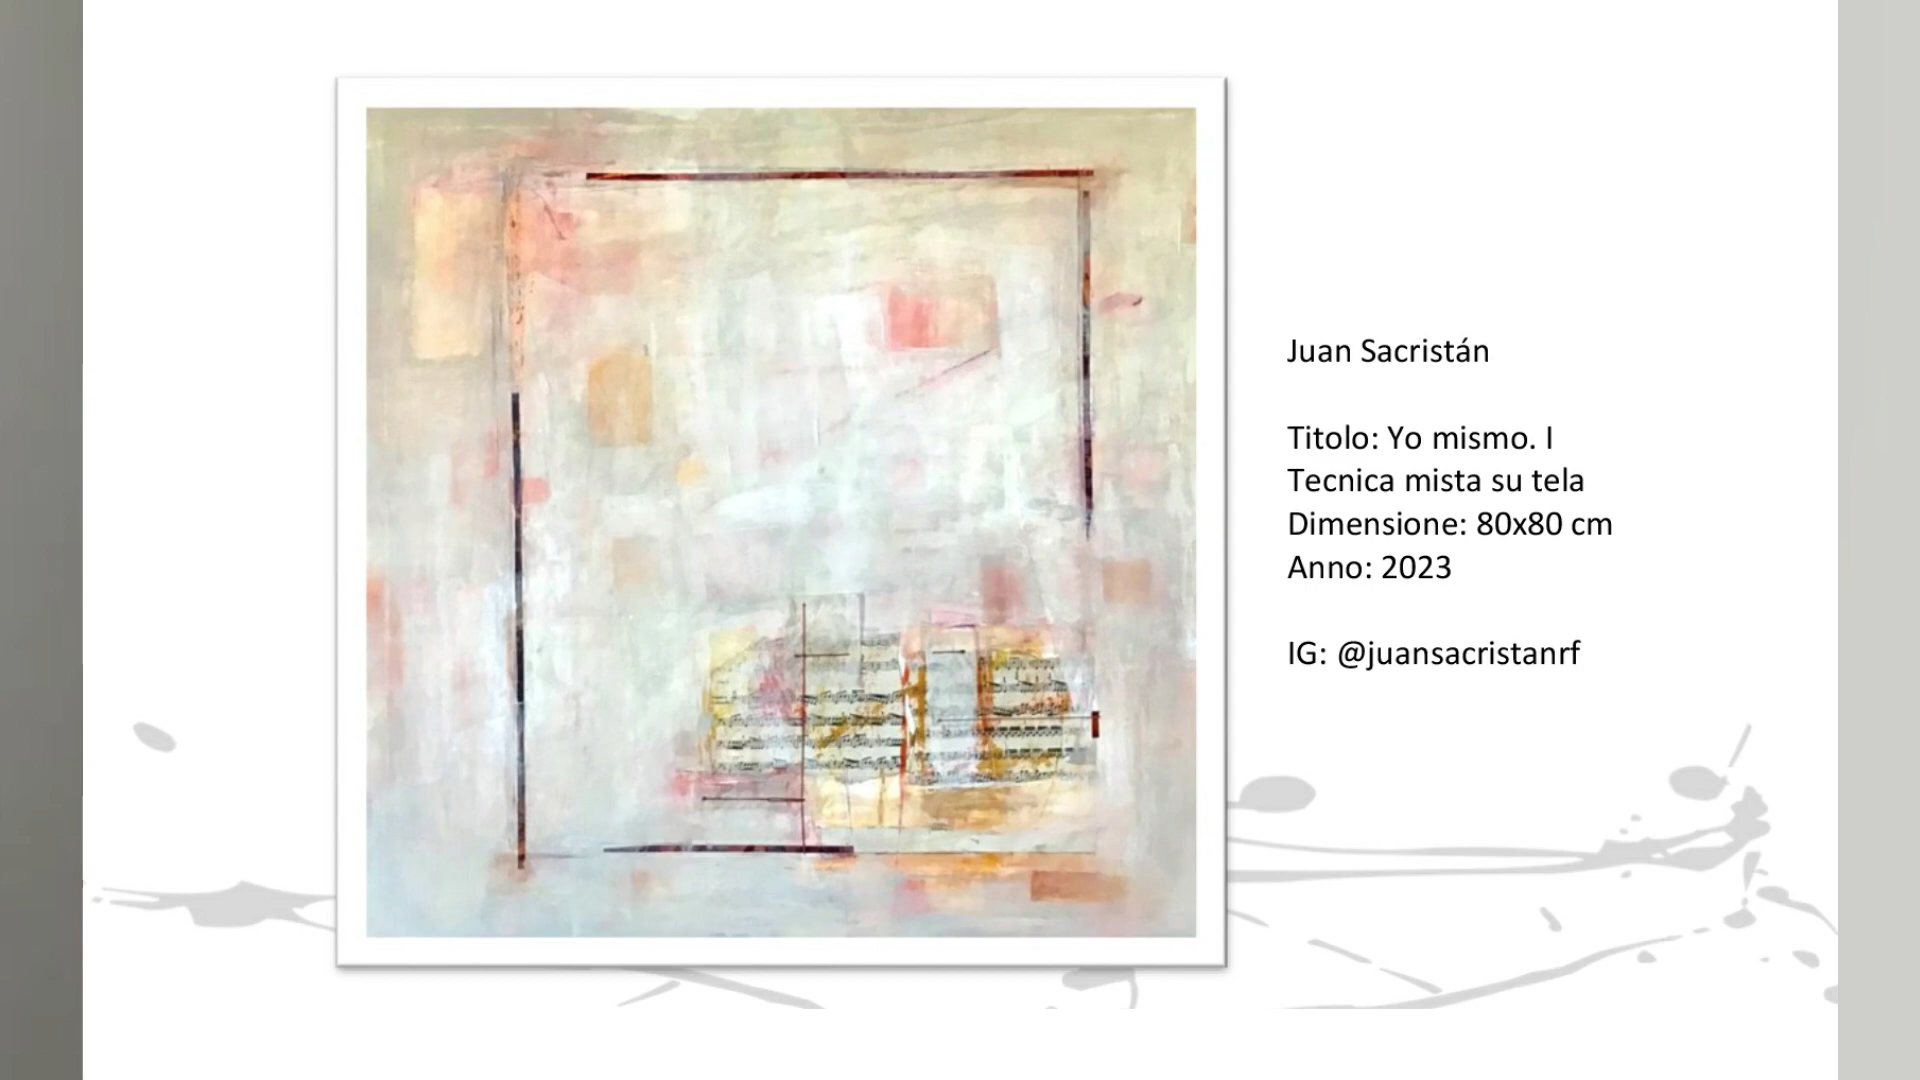 Juan Sacristán
Titolo: Yo mismo. I
Tecnica mista su tela
Dimensione: 80x80 cm
Anno: 2023
IG: @juansacristanrf